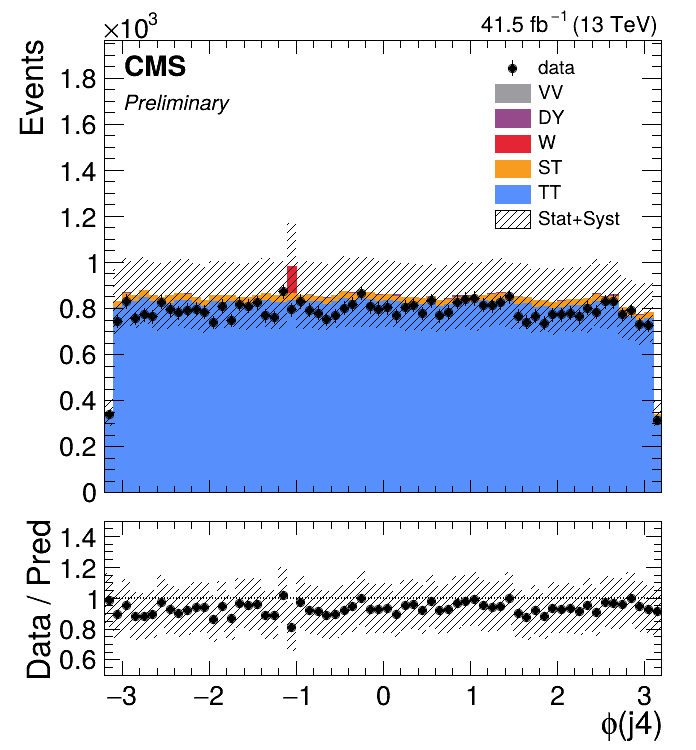 ×10³
41.5 fb⁻¹ (13 TeV)
Events
CMS
Preliminary
data
VV
DY
W
ST
TT
Stat+Syst
1.8
1.6
1.4
1.2
1
0.8
0.6
0.4
0.2
0
Data / Pred
1.4
1.2
1
0.8
0.6
−3 −2 −1 0 1 2 3
ϕ(j4)